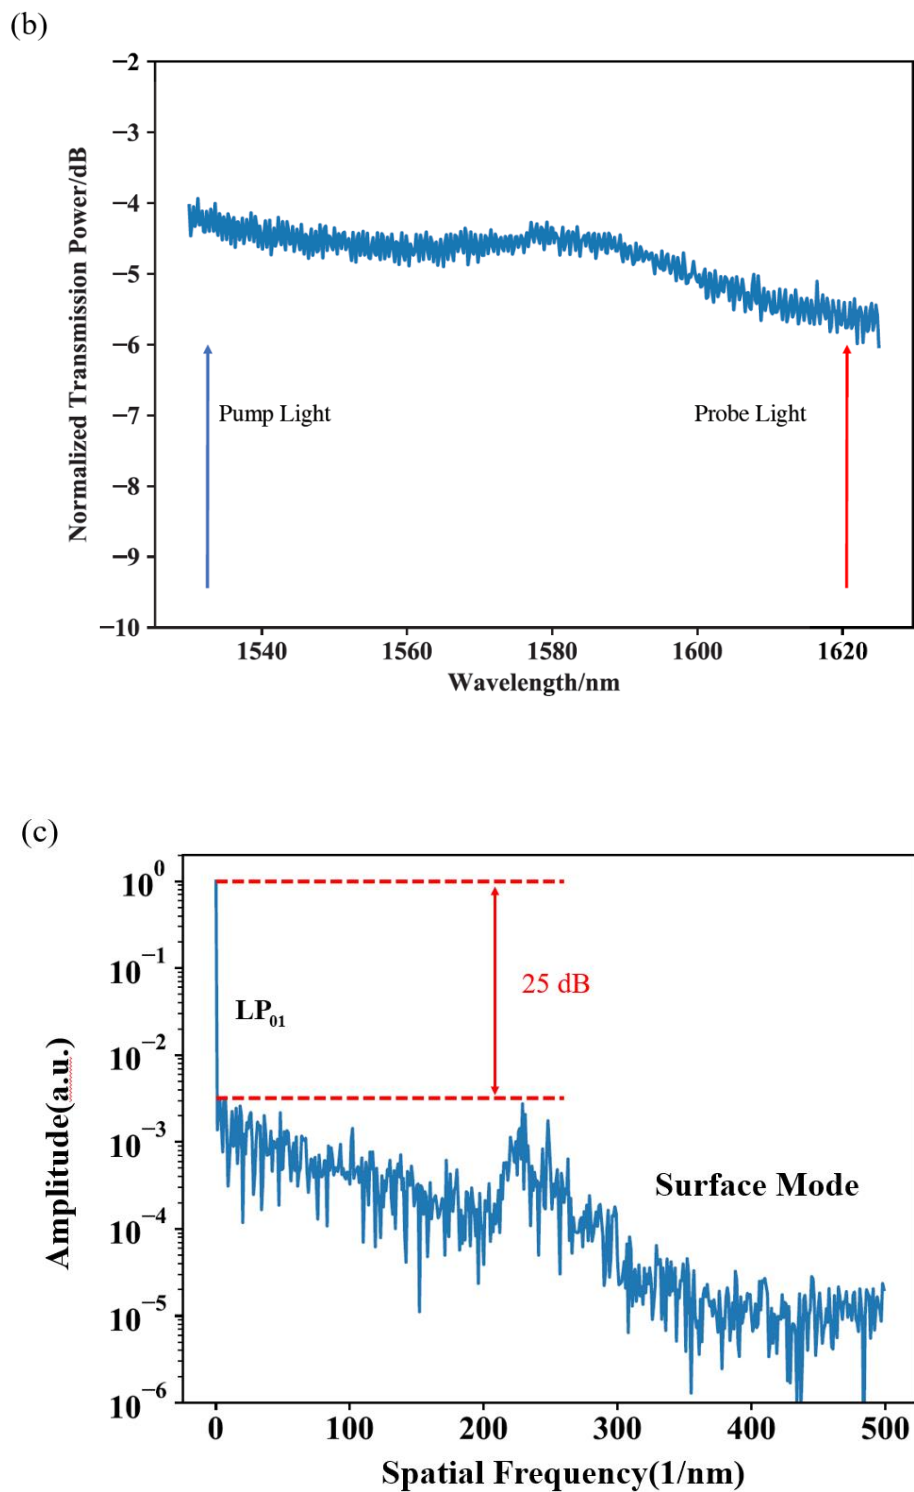 (b)
−2
−3
−4
−5
−6
−7
−8
−9
−10
Normalized Transmission Power/dB
Pump Light
Probe Light
1540 1560 1580 1600 1620
Wavelength/nm
(c)
10⁰
10⁻¹
10⁻²
10⁻³
10⁻⁴
10⁻⁵
10⁻⁶
Amplitude(a.u.)
25 dB
LP₀₁
Surface Mode
0 100 200 300 400 500
Spatial Frequency(1/nm)